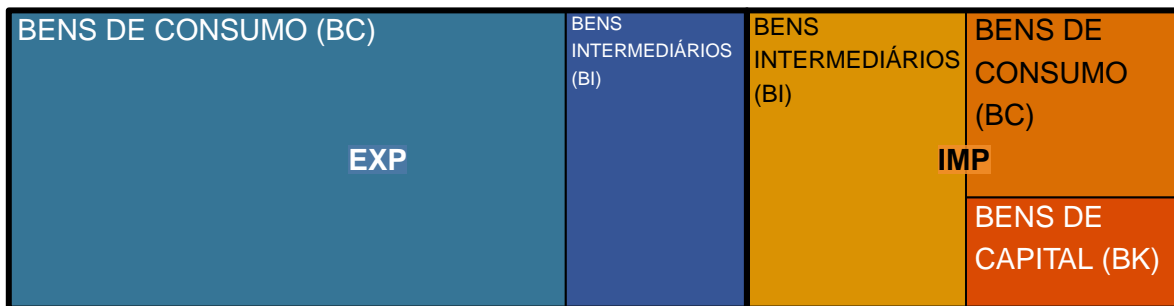 BENS DE CONSUMO (BC)
EXP
BENS
INTERMEDIÁRIOS
(BI)
BENS
INTERMEDIÁRIOS
(BI)
IMP
BENS DE
CONSUMO
(BC)
BENS DE
CAPITAL (BK)